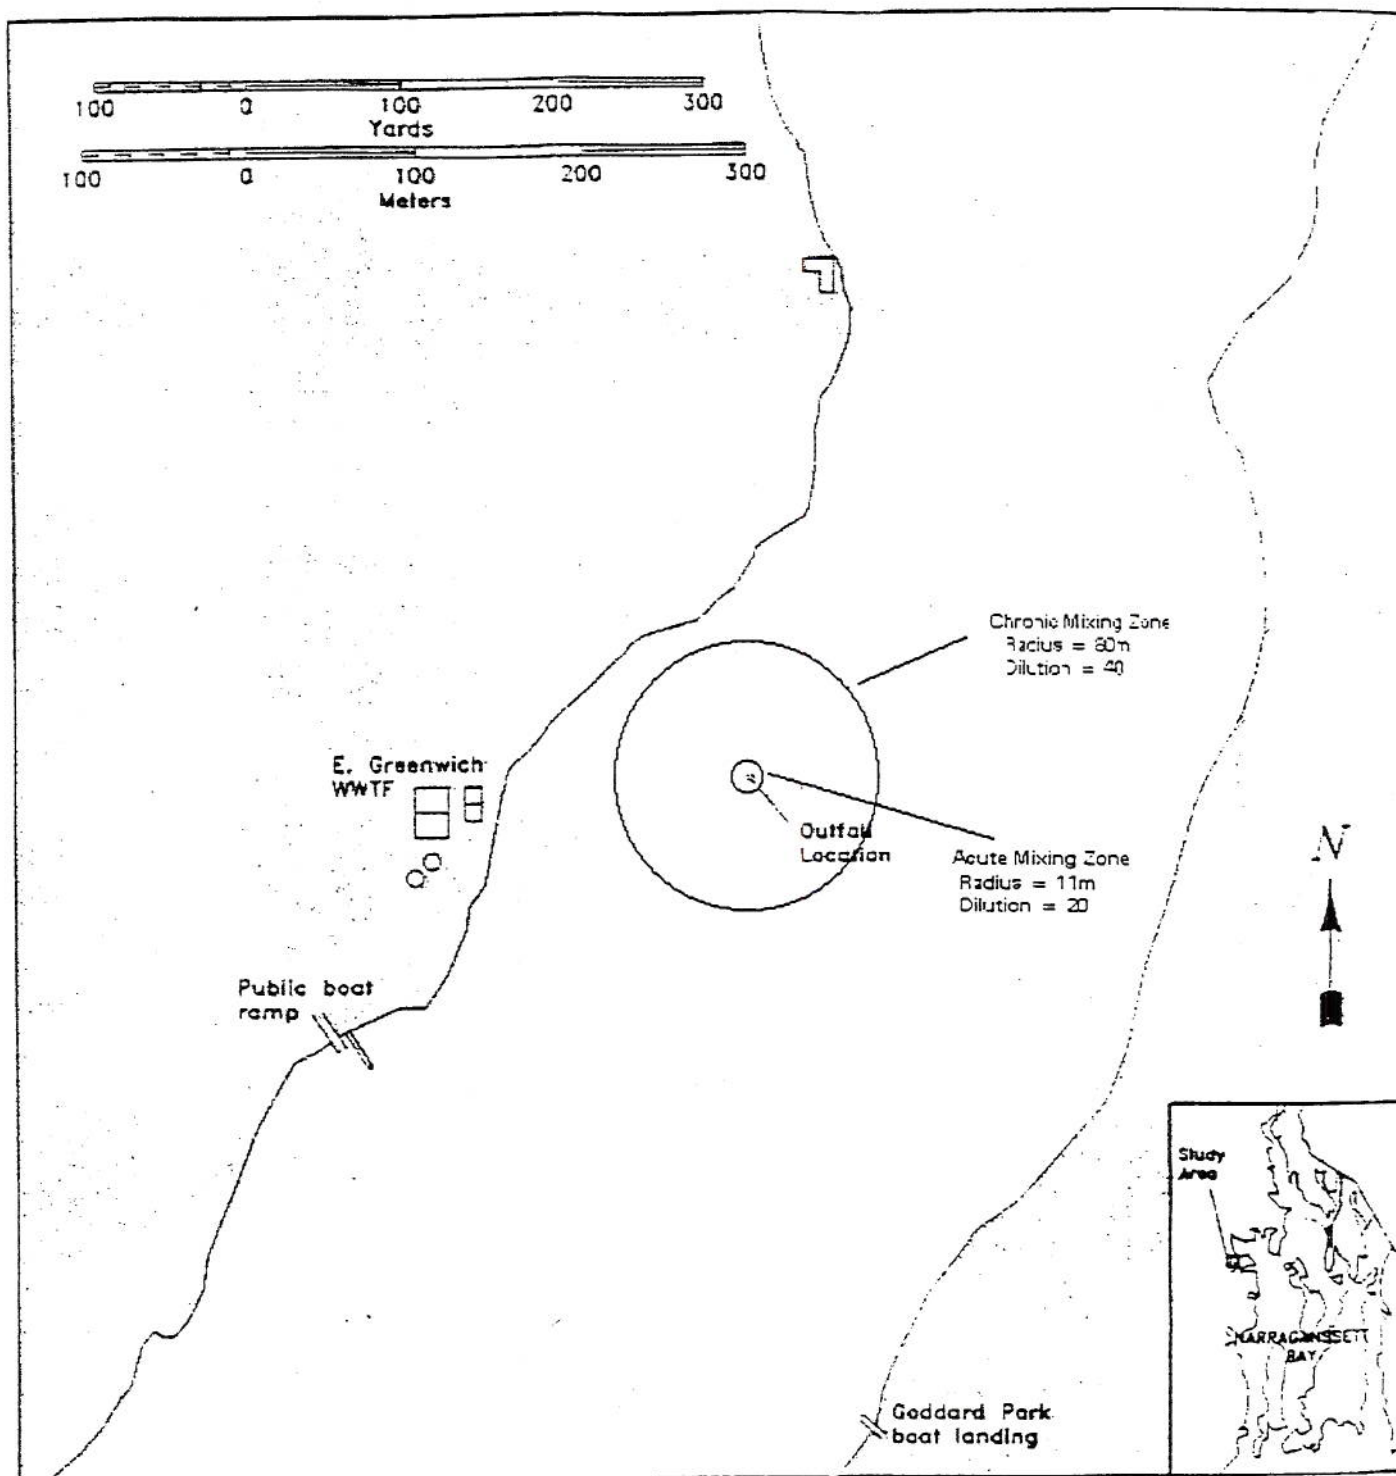 100 0 100 200 300
Yards
100 0 100 200 300
Meters
Chronic Mixing Zone
Radius = 80m
Dilution = 40
E. Greenwich
WWTF
Outfall
Location
Acute Mixing Zone
Radius = 11m
Dilution = 20
N
Public boat
ramp
Study
Area
NARRAGANSSETT
BAY
Goddard Park
boat landing